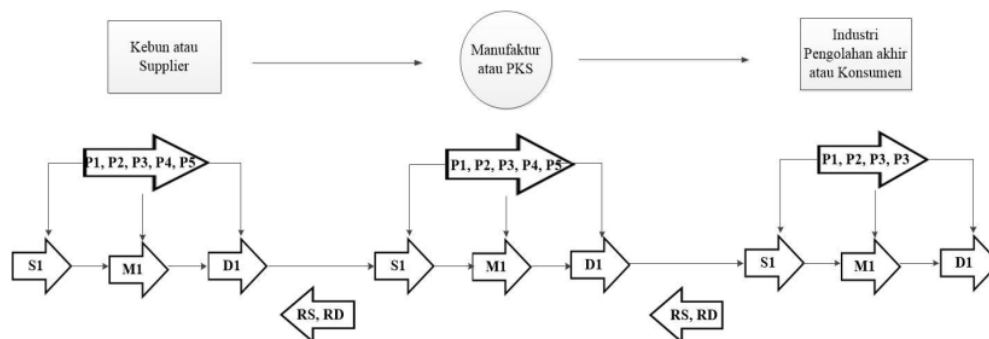 Kebun atau
Supplier
Manufaktur
atau PKS
Industri
Pengolahan akhir
atau Konsumen
P1, P2, P3, P4, P5
P1, P2, P3, P4, P5
P1, P2, P3, P3
S1
M1
D1
S1
M1
D1
S1
M1
D1
RS, RD
RS, RD